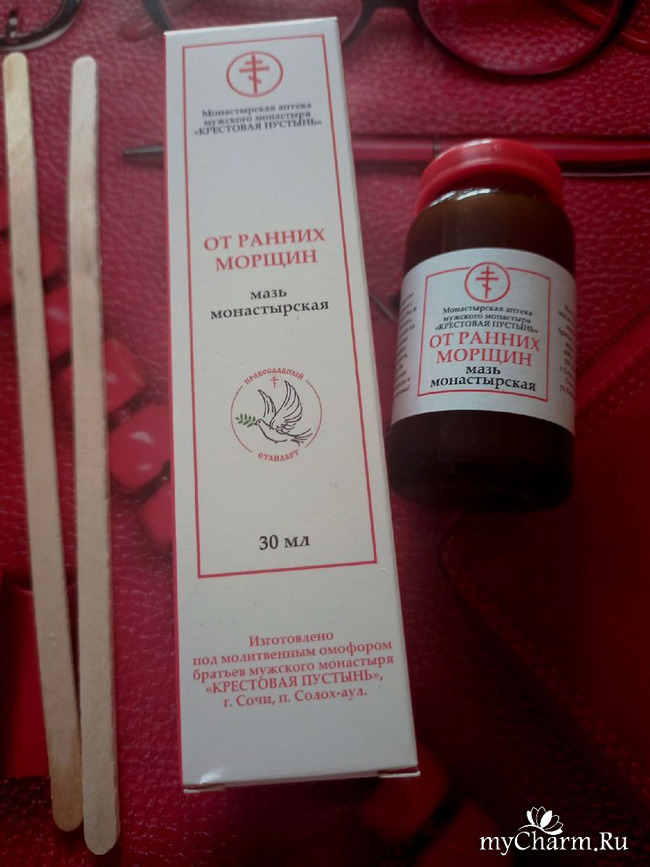 Монастырская аптека
мужского монастыря
«КРЕСТОВАЯ ПУСТЫНЬ»
ОТ РАННИХ
МОРЩИН
мазь
монастырская
ПРАВОСЛАВНЫЙ
СТАНДАРТ
30 мл
Изготовлено
под молитвенным омофором
братьев мужского монастыря
«КРЕСТОВАЯ ПУСТЫНЬ»,
г. Сочи, п. Солох-аул.
Монастырская аптека
мужского монастыря
«КРЕСТОВАЯ ПУСТЫНЬ»
ОТ РАННИХ
МОРЩИН
мазь
монастырская
myCharm.Ru